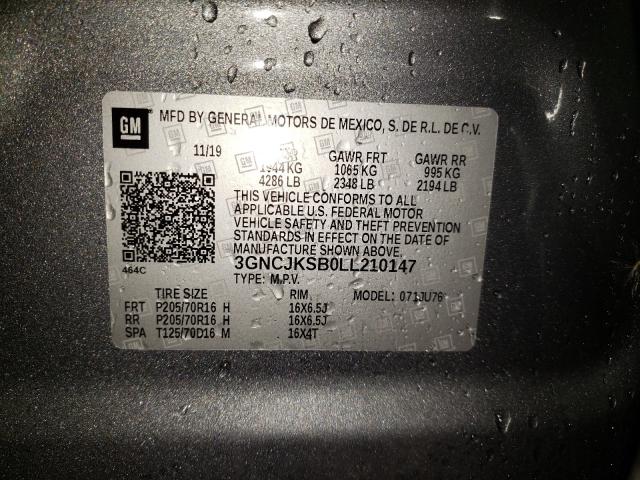 GM
MFD BY GENERAL MOTORS DE MEXICO, S. DE R.L. DE C.V.
11/19
GAWR FRT GAWR RR
1944 KG 1065 KG 995 KG
4286 LB 2348 LB 2194 LB
THIS VEHICLE CONFORMS TO ALL
APPLICABLE U.S. FEDERAL MOTOR
VEHICLE SAFETY AND THEFT PREVENTION
STANDARDS IN EFFECT ON THE DATE OF
MANUFACTURE SHOWN ABOVE.
3GNCJKSB0LL210147
464C
TYPE: M.P.V.
TIRE SIZE RIM MODEL: 071JU76
FRT P205/70R16 H 16X6.5J
RR P205/70R16 H 16X6.5J
SPA T125/70D16 M 16X4T